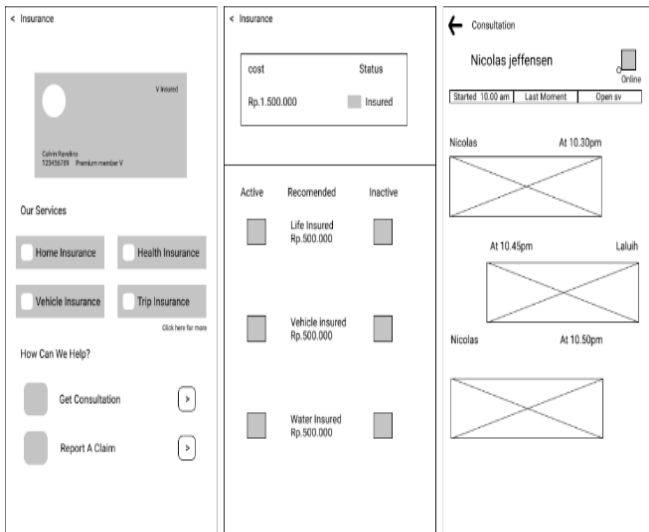 < Insurance
V Insured
Calvin Ravelino
123456789 Premium member V
Our Services
Home Insurance
Health Insurance
Vehicle Insurance
Trip Insurance
Click here for more
How Can We Help?
Get Consultation >
Report A Claim >
< Insurance
cost Status
Rp.1.500.000 Insured
Active Recomended Inactive
Life Insured
Rp.500.000
Vehicle insured
Rp.500.000
Water Insured
Rp.500.000
Consultation
Nicolas jeffensen
Online
Started 10.00 am Last Moment Open sv
Nicolas At 10.30pm
At 10.45pm Laluih
Nicolas At 10.50pm